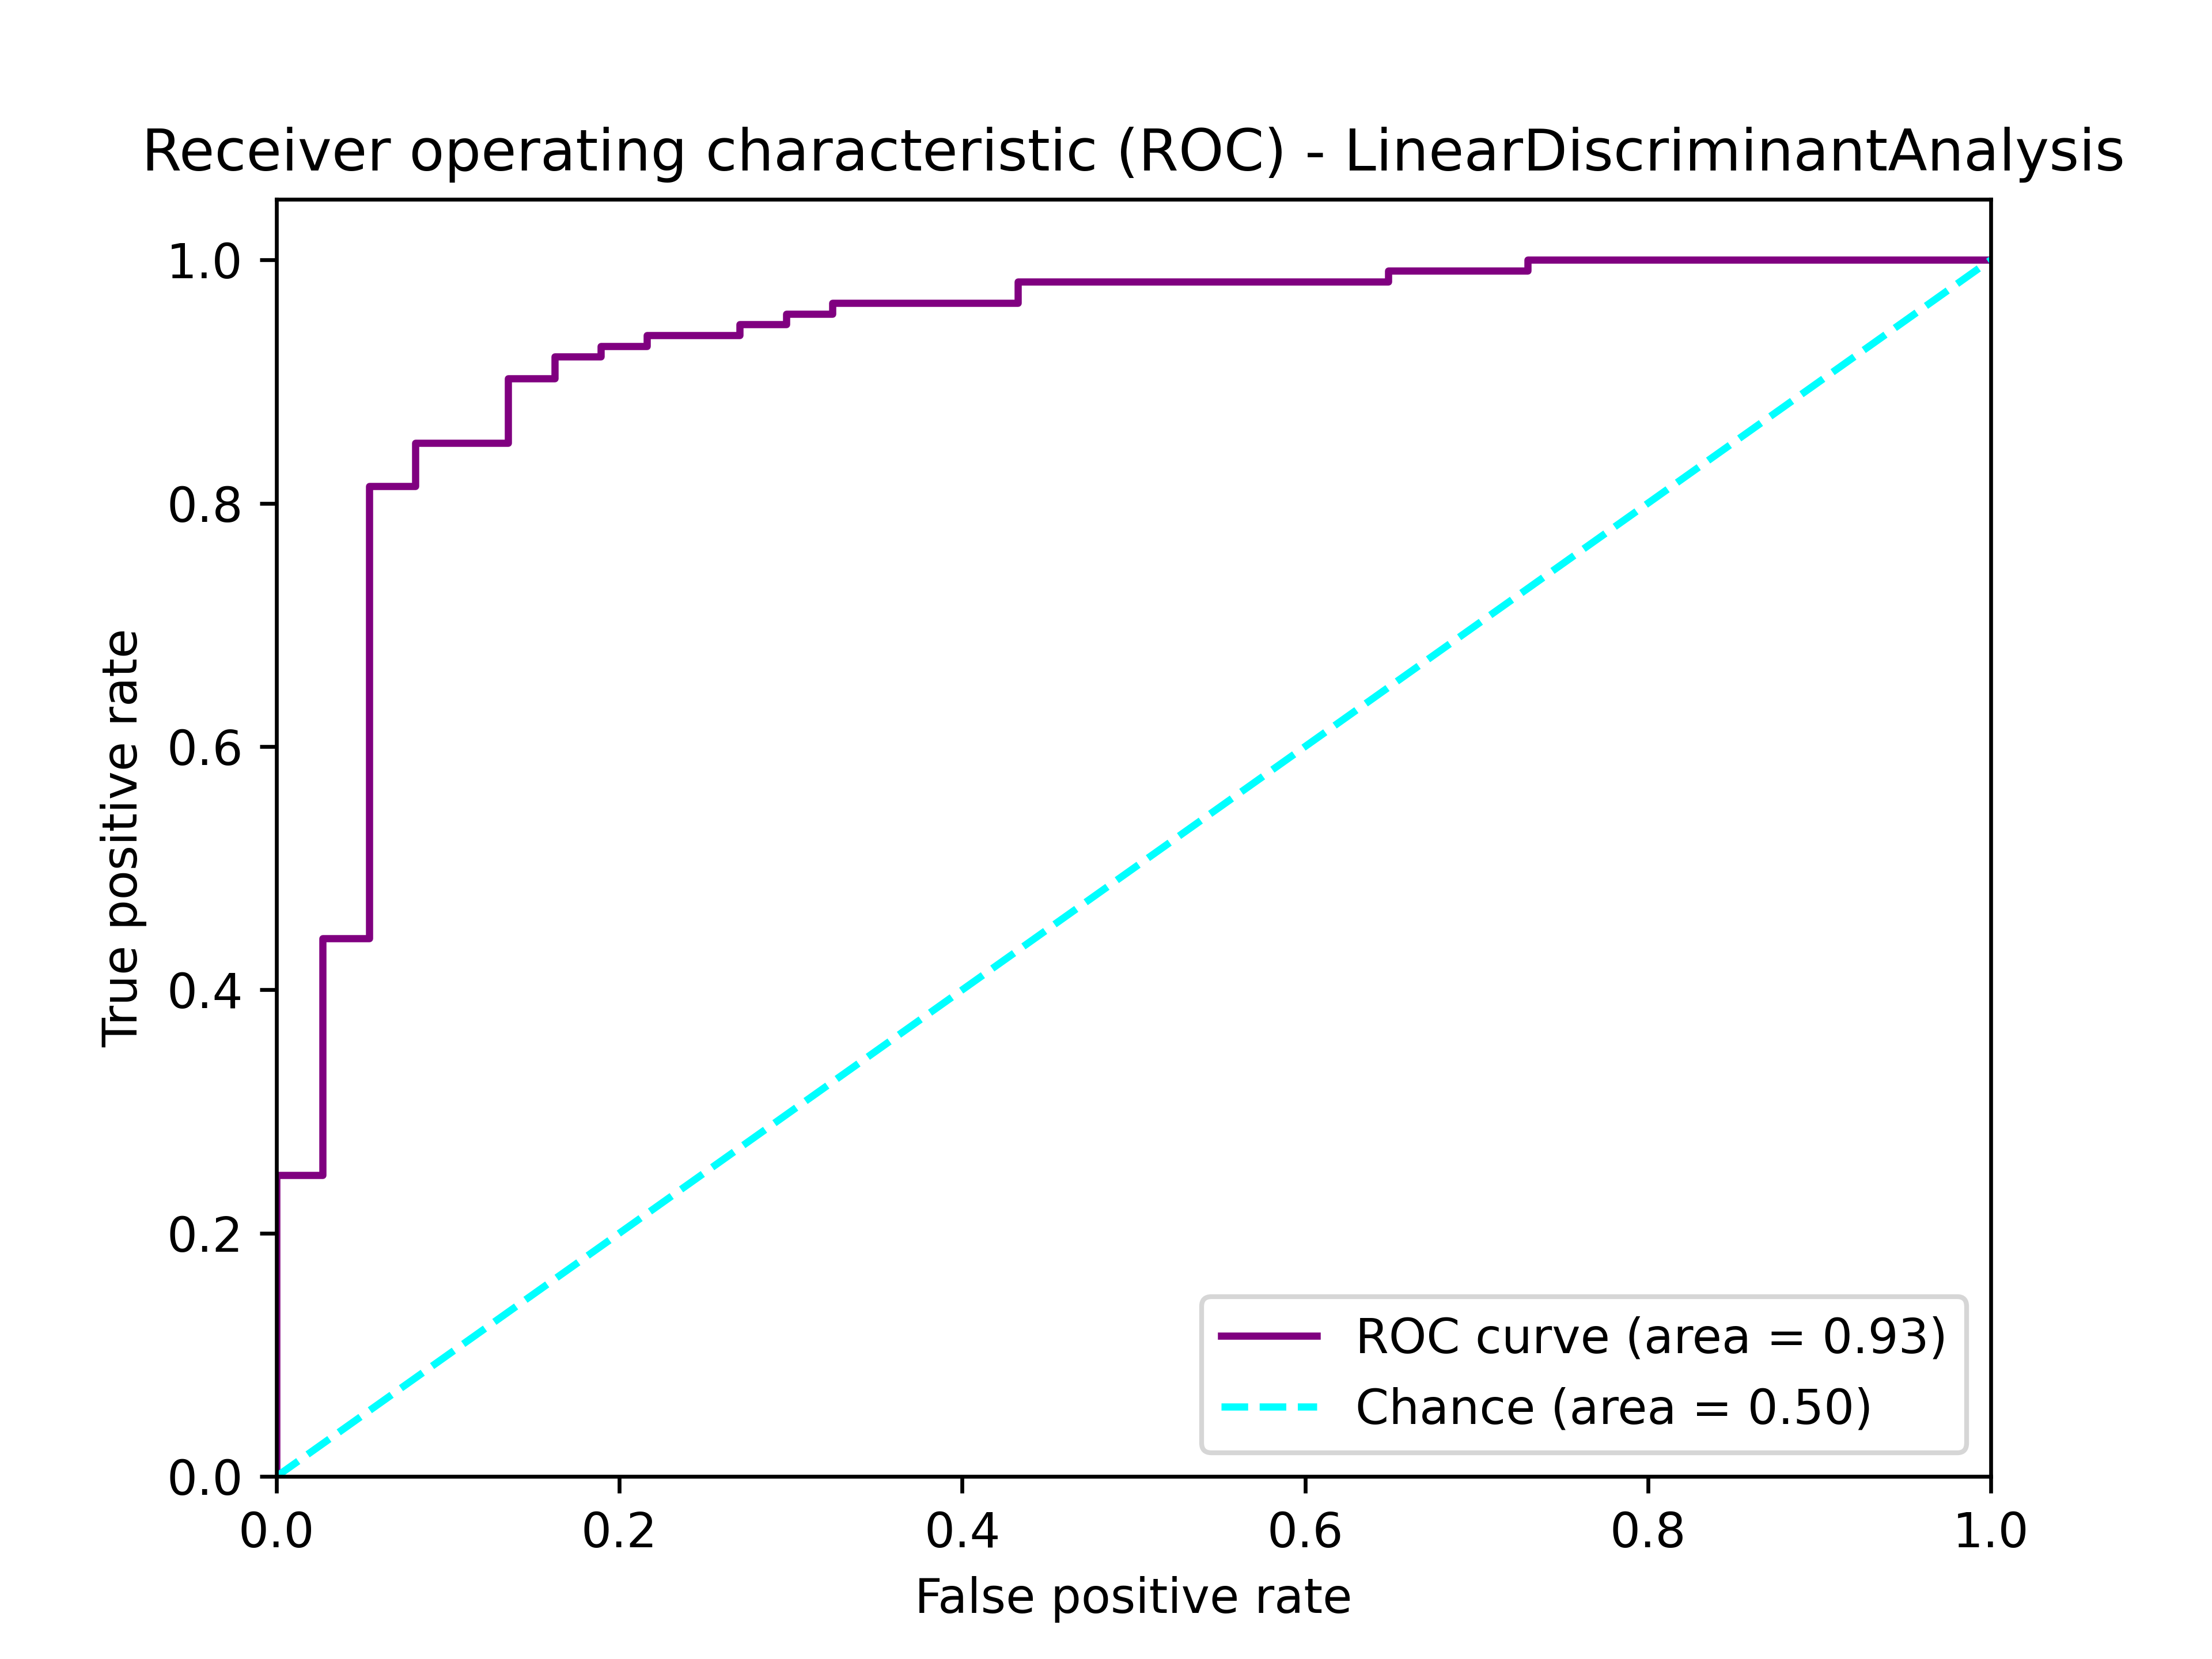 Receiver operating characteristic (ROC) - LinearDiscriminantAnalysis
1.0
0.8
0.6
0.4
0.2
0.0
True positive rate
0.0 0.2 0.4 0.6 0.8 1.0
False positive rate
ROC curve (area = 0.93)
Chance (area = 0.50)